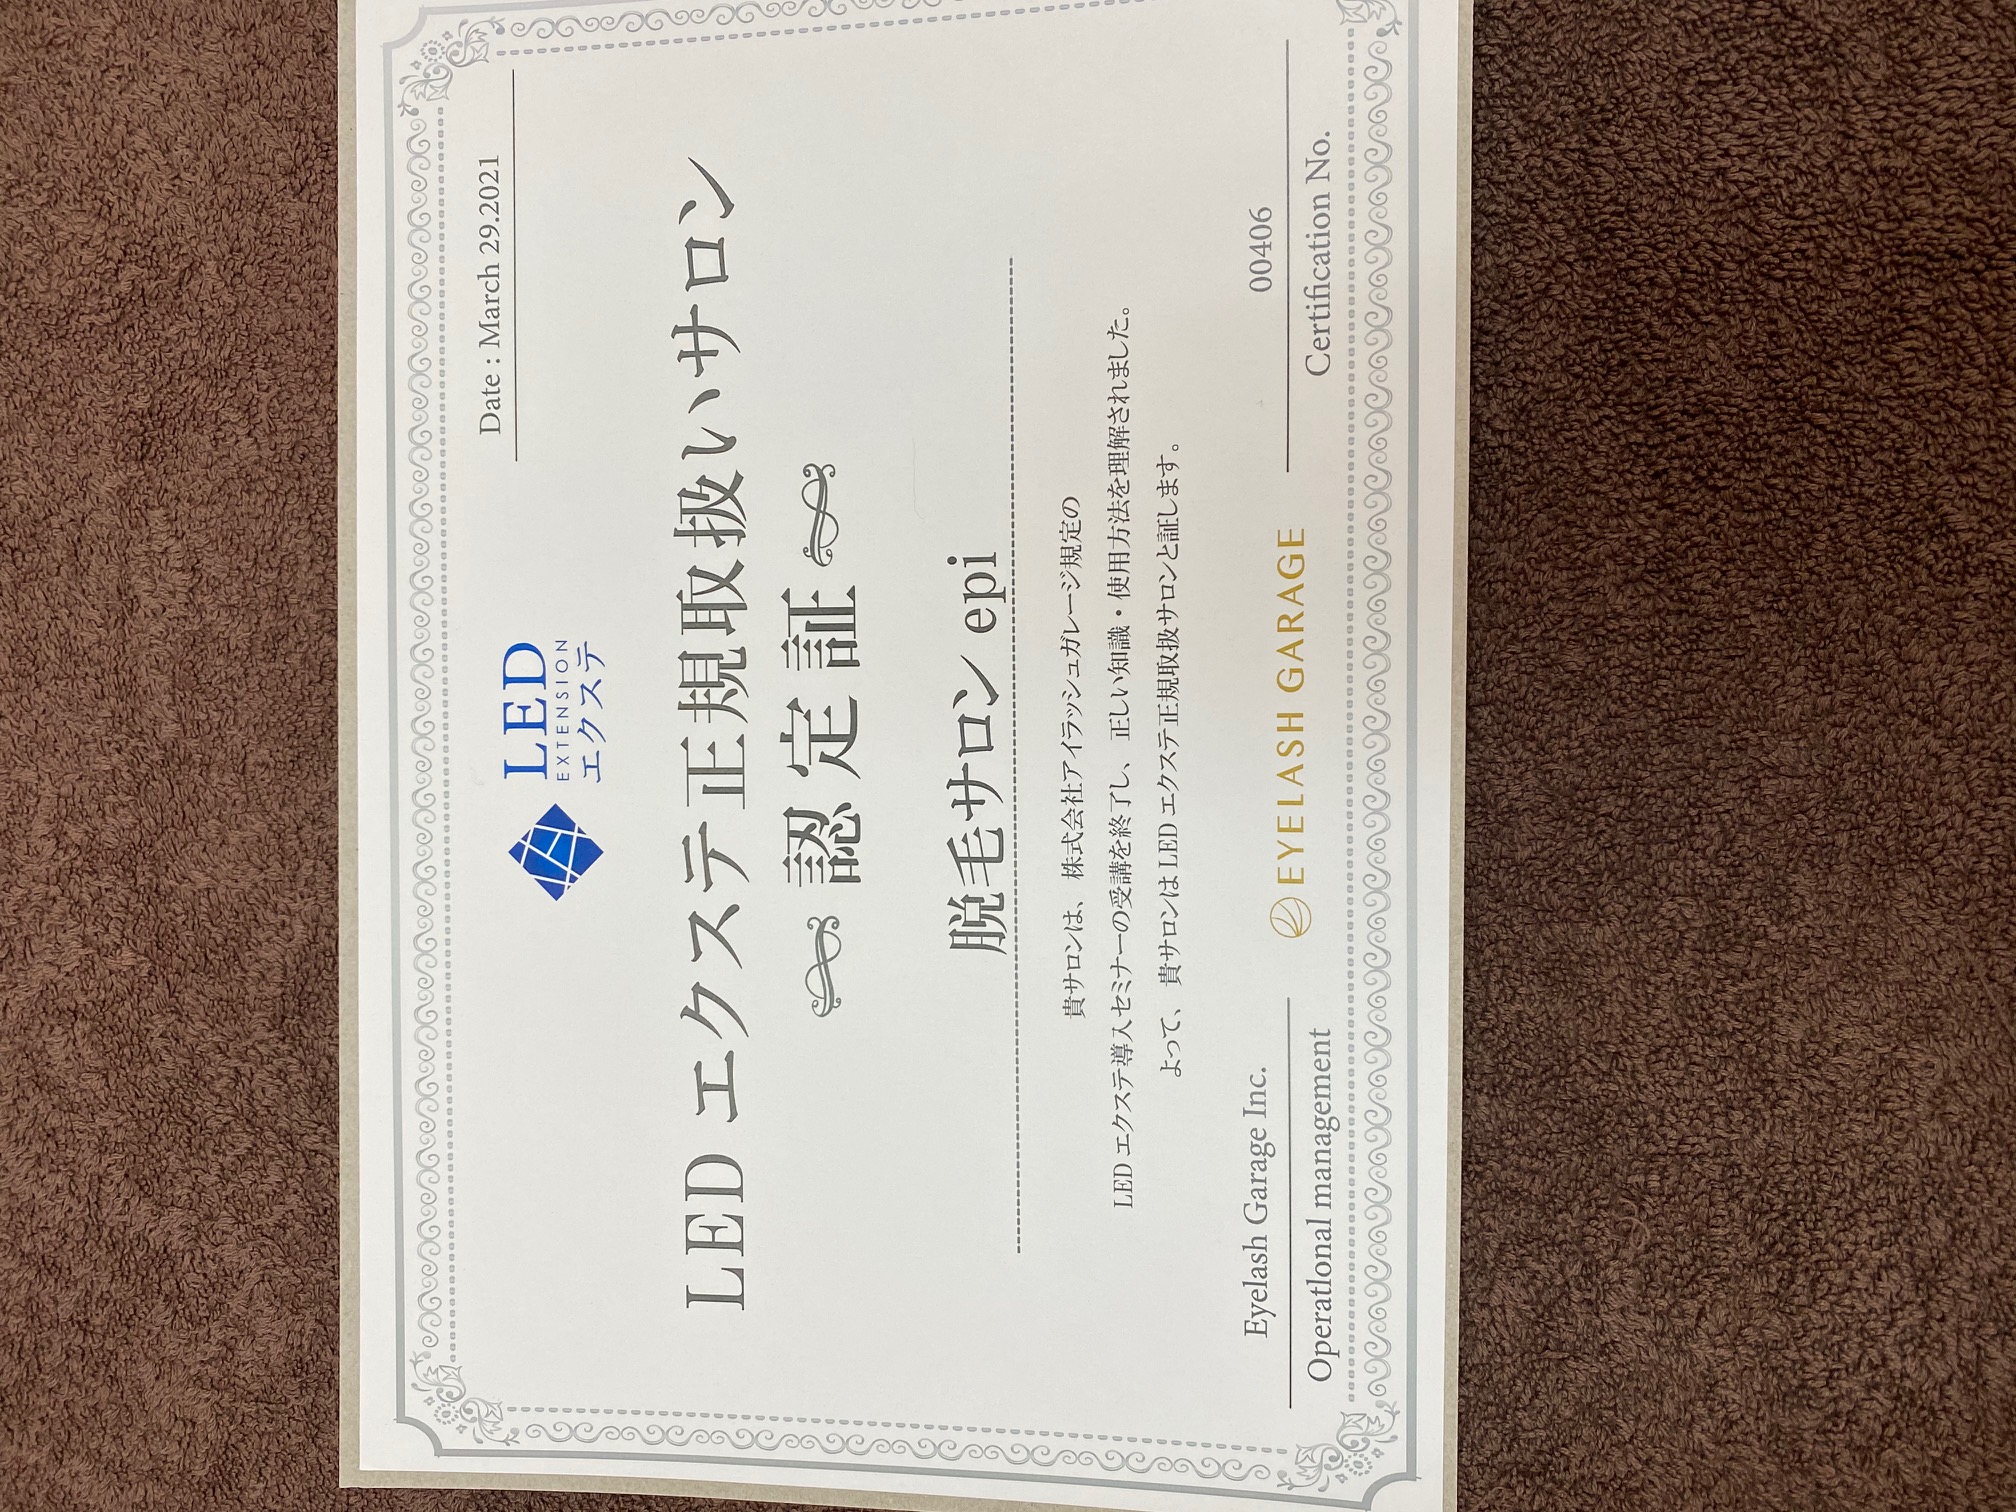 Date : March 29.2021
LED
EXTENSION
エクステ
LED エクステ正規取扱いサロン
認定証
脱毛サロン epi
貴サロンは、株式会社アイラッシュガレージ規定の
LED エクステ導入セミナーの受講を終了し、正しい知識・使用方法を理解されました。
よって、貴サロンは LED エクステ正規取扱サロンと証します。
Eyelash Garage Inc.
Operatlonal management
EYELASH GARAGE
00406
Certification No.